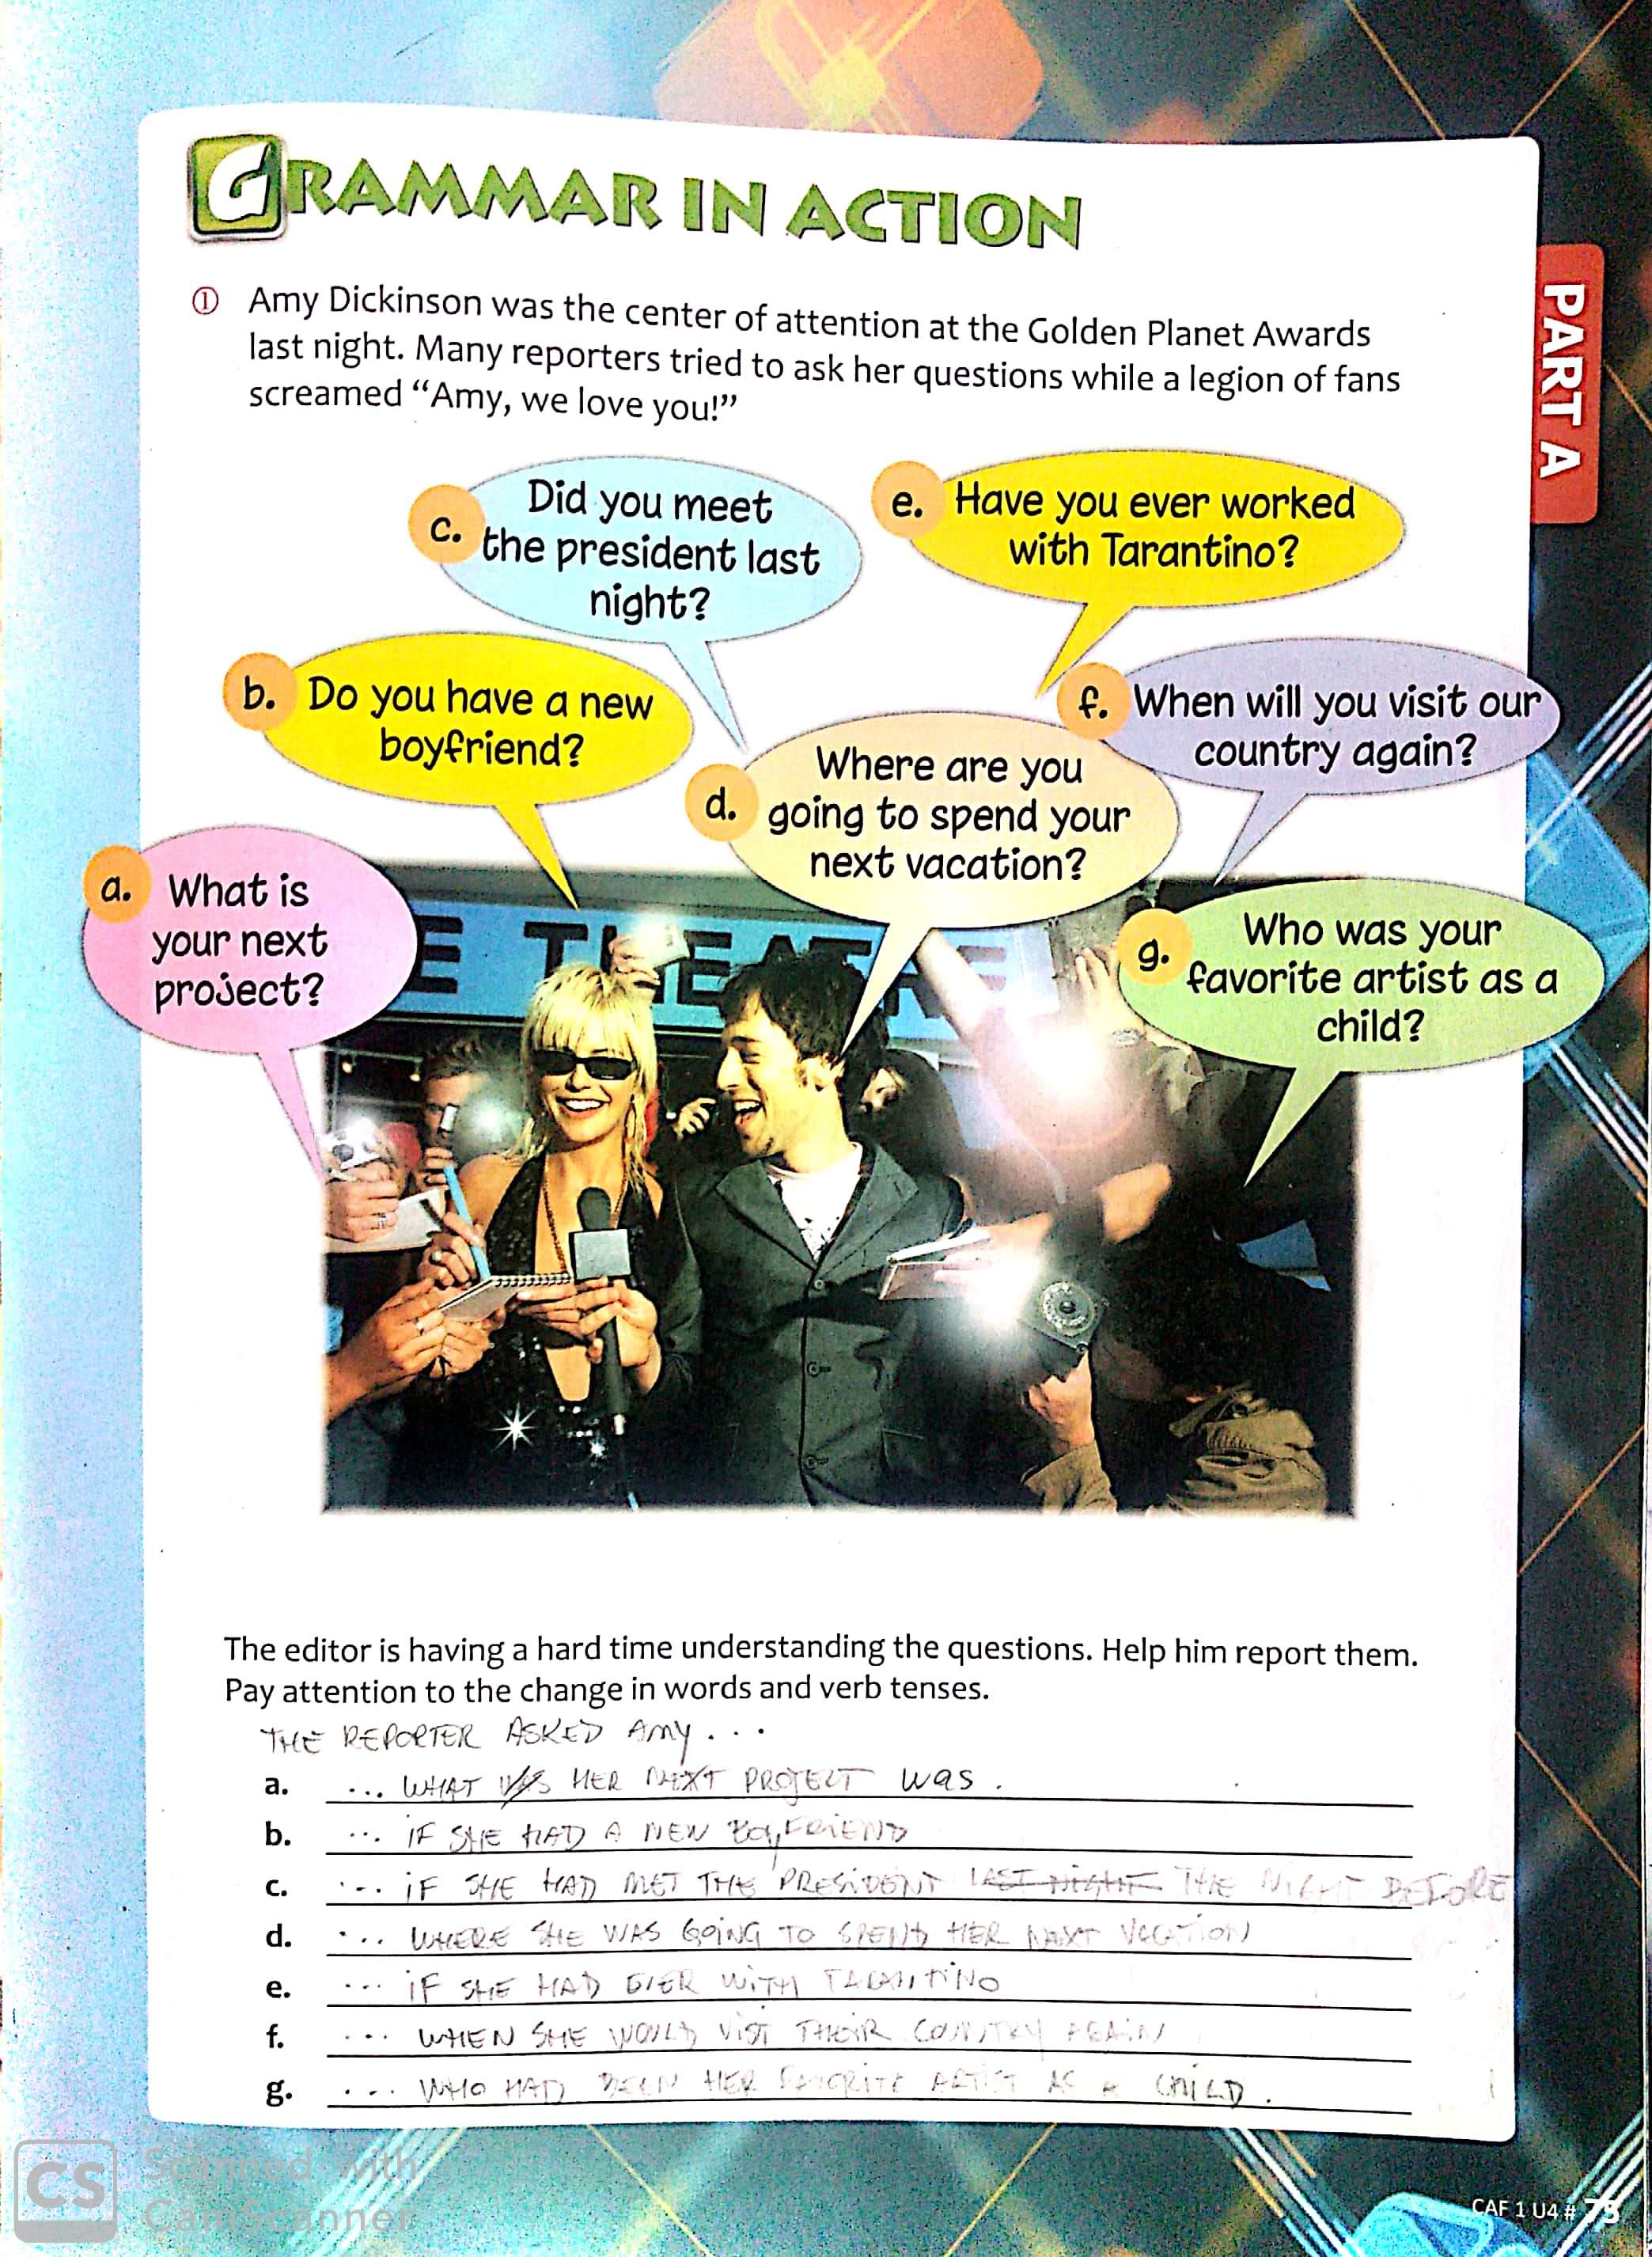 GRAMMAR IN ACTION
PART A
① Amy Dickinson was the center of attention at the Golden Planet Awards
last night. Many reporters tried to ask her questions while a legion of fans
screamed “Amy, we love you!”
c. Did you meet
the president last
night?
e. Have you ever worked
with Tarantino?
b. Do you have a new
boyfriend?
f. When will you visit our
country again?
d. Where are you
going to spend your
next vacation?
a. What is
your next
project?
g. Who was your
favorite artist as a
child?
E THEATRE
The editor is having a hard time understanding the questions. Help him report them.
Pay attention to the change in words and verb tenses.
THE REPORTER ASKED AMY...
a. ... WHAT WAS HER NEXT PROJECT was.
b. ... IF SHE HAD A NEW BOYFRIEND
c. ... IF SHE HAD MET THE PRESIDENT LAST NIGHT THE NIGHT BEFORE
d. ... WHERE SHE WAS GOING TO SPEND HER NEXT VACATION
e. ... IF SHE HAD EVER WITH TARANTINO
f. ... WHEN SHE WOULD VIST THEIR COUNTRY AGAIN
g. ... WHO HAD BEEN HER FAVORITE ARTIST AS A CHILD.
CS Scanned with
CamScanner
CAF 1 U4 # 75